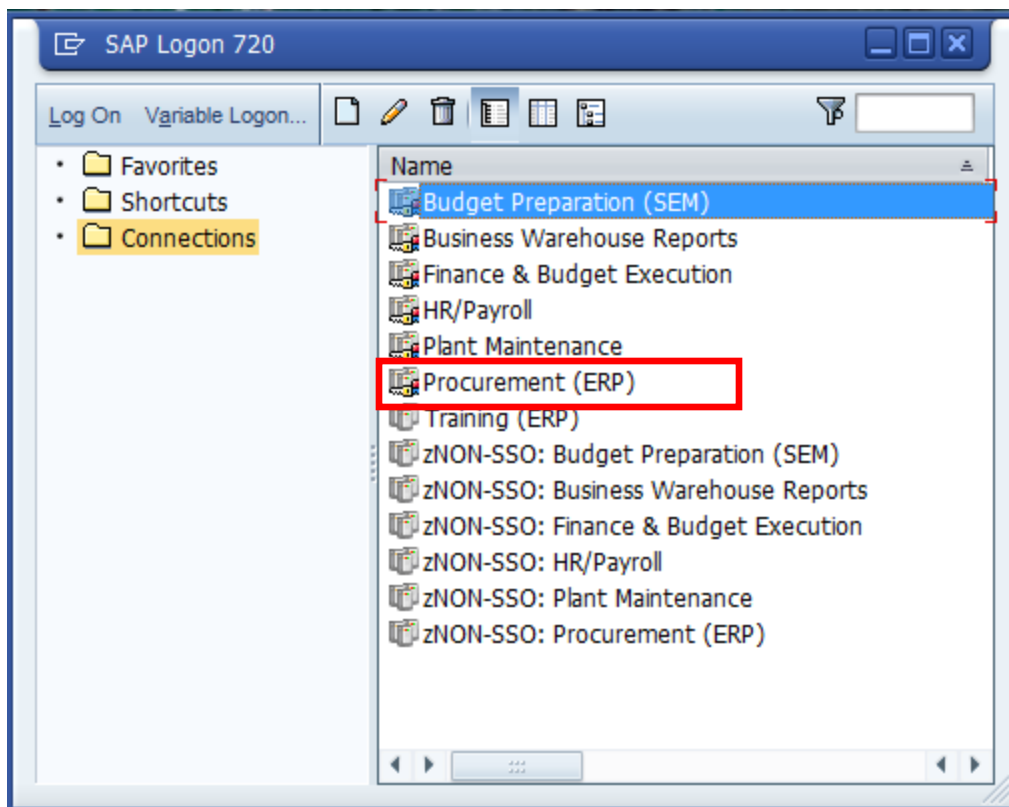 SAP Logon 720
Log On Variable Logon...
Favorites
Shortcuts
Connections
Name
Budget Preparation (SEM)
Business Warehouse Reports
Finance & Budget Execution
HR/Payroll
Plant Maintenance
Procurement (ERP)
Training (ERP)
zNON-SSO: Budget Preparation (SEM)
zNON-SSO: Business Warehouse Reports
zNON-SSO: Finance & Budget Execution
zNON-SSO: HR/Payroll
zNON-SSO: Plant Maintenance
zNON-SSO: Procurement (ERP)